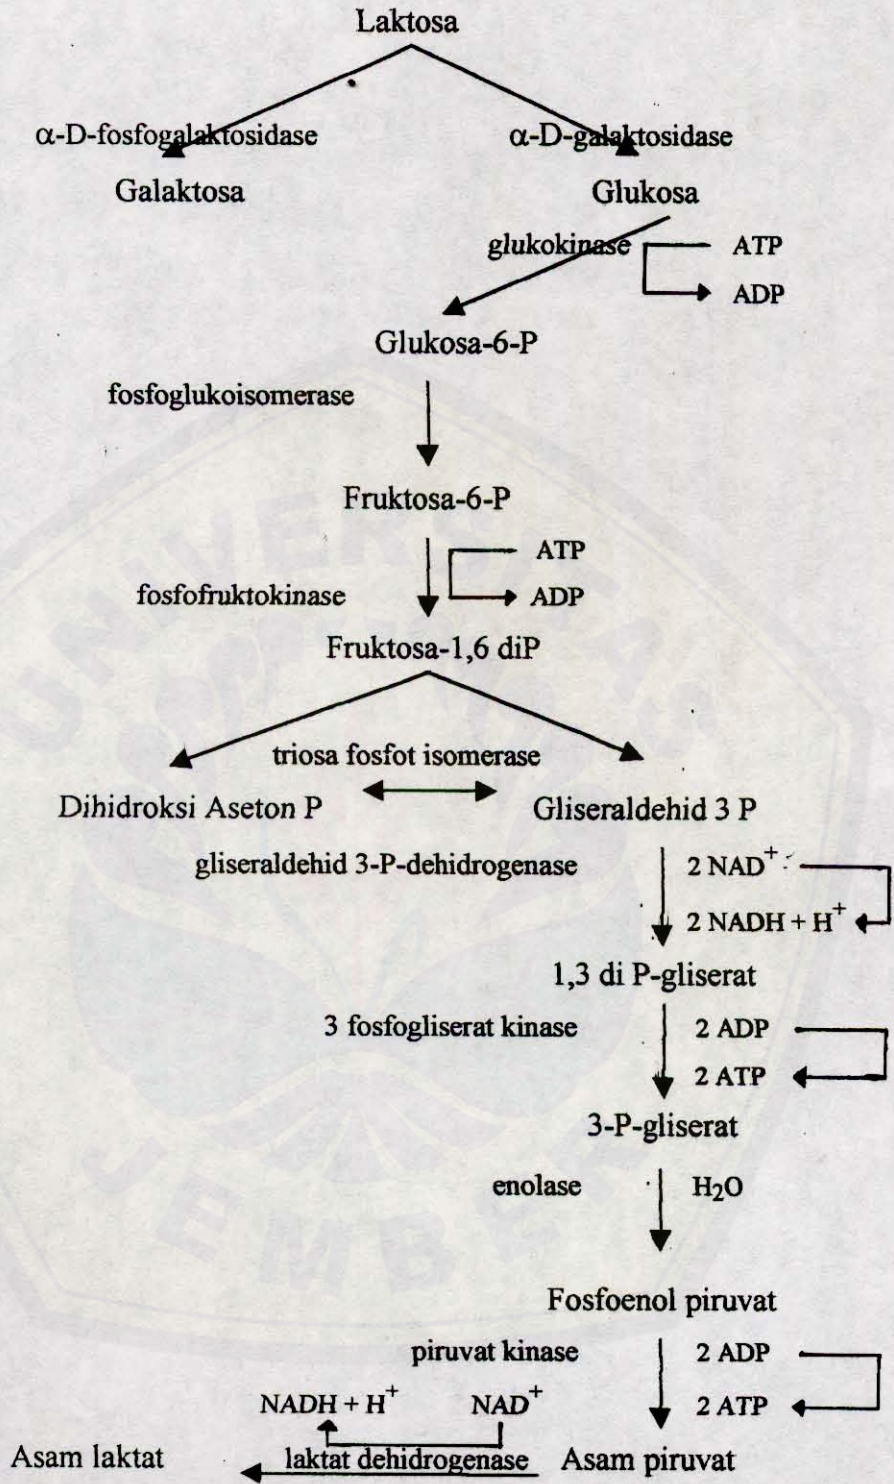 Laktosa
α-D-fosfogalaktosidase α-D-galaktosidase
Galaktosa Glukosa
glukokinase ATP
ADP
Glukosa-6-P
fosfoglukoisomerase
Fruktosa-6-P
ATP
fosfofruktokinase ADP
Fruktosa-1,6 diP
triosa fosfot isomerase
Dihidroksi Aseton P Gliseraldehid 3 P
gliseraldehid 3-P-dehidrogenase 2 NAD⁺
2 NADH + H⁺
1,3 di P-gliserat
3 fosfogliserat kinase 2 ADP
2 ATP
3-P-gliserat
enolase H₂O
Fosfoenol piruvat
piruvat kinase 2 ADP
NADH + H⁺ NAD⁺ 2 ATP
Asam laktat laktat dehidrogenase Asam piruvat
UNIVERSITAS
JEMBER